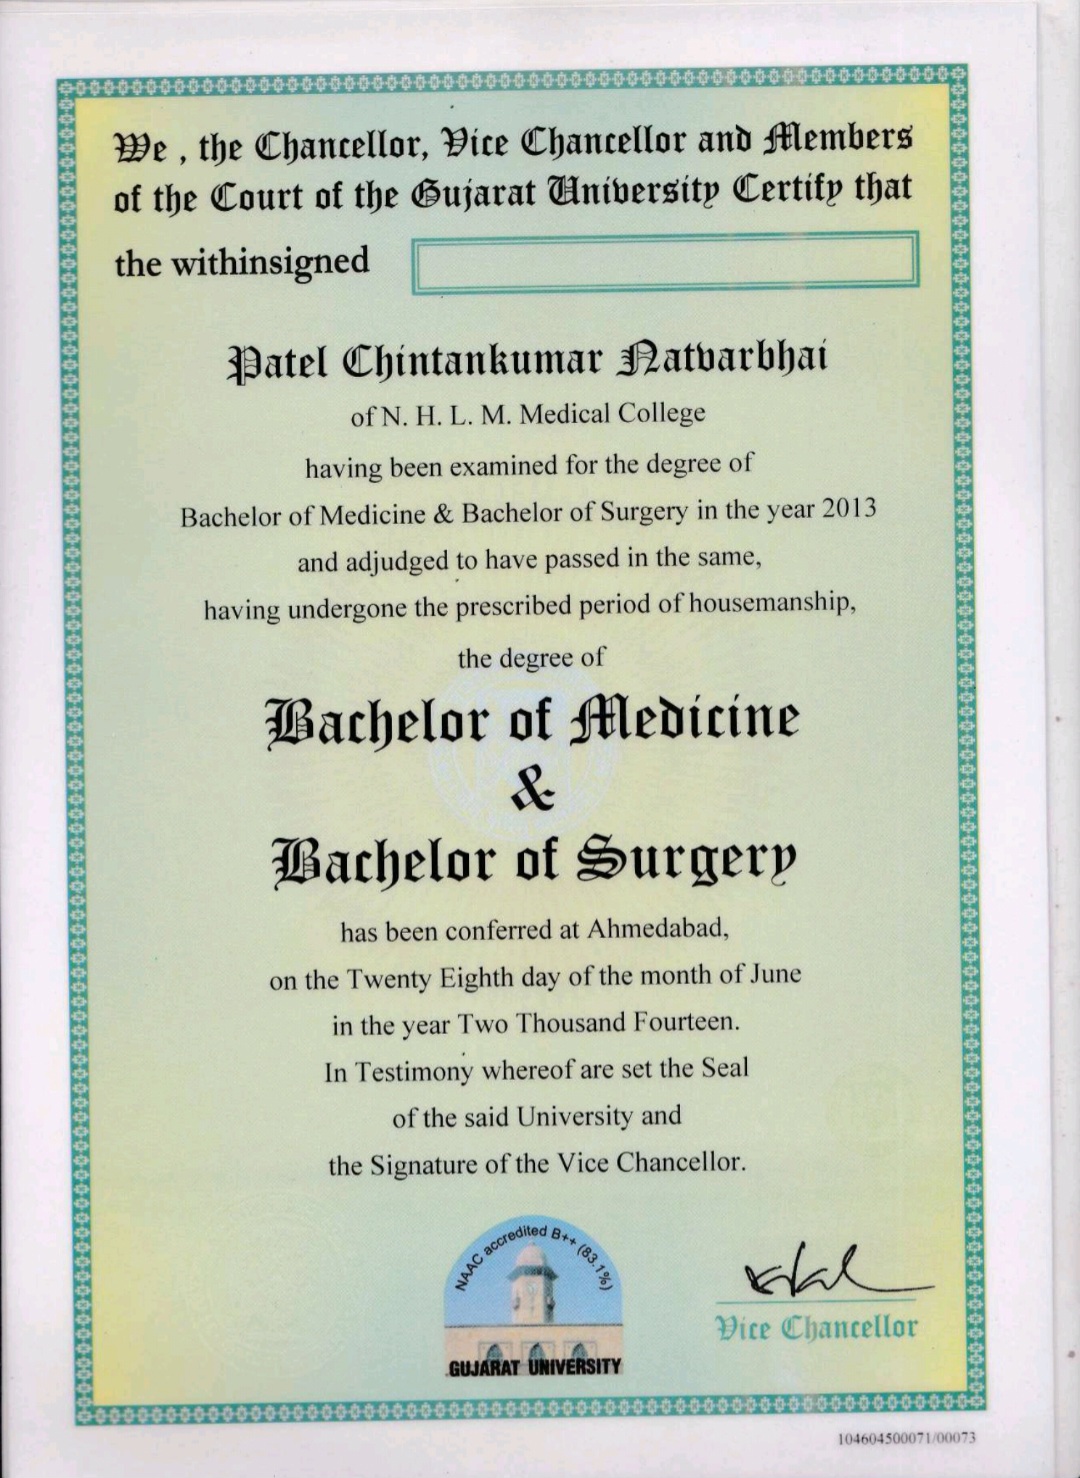 We , the Chancellor, Vice Chancellor and Members
of the Court of the Gujarat University Certify that
the withinsigned
Patel Chintankumar Natvarbhai
of N. H. L. M. Medical College
having been examined for the degree of
Bachelor of Medicine & Bachelor of Surgery in the year 2013
and adjudged to have passed in the same,
having undergone the prescribed period of housemanship,
the degree of
Bachelor of Medicine
&
Bachelor of Surgery
has been conferred at Ahmedabad,
on the Twenty Eighth day of the month of June
in the year Two Thousand Fourteen.
In Testimony whereof are set the Seal
of the said University and
the Signature of the Vice Chancellor.
NAAC accredited B++ (83.1%)
GUJARAT UNIVERSITY
Vice Chancellor
104604500071/00073